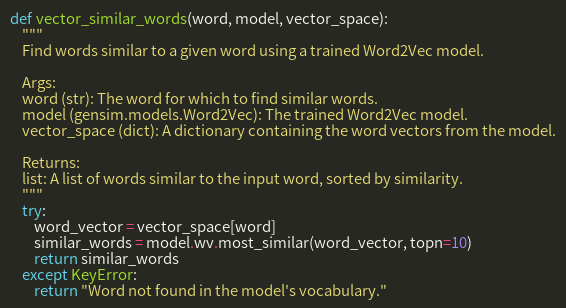 def vector_similar_words(word, model, vector_space):
"""
Find words similar to a given word using a trained Word2Vec model.
Args:
word (str): The word for which to find similar words.
model (gensim.models.Word2Vec): The trained Word2Vec model.
vector_space (dict): A dictionary containing the word vectors from the model.
Returns:
list: A list of words similar to the input word, sorted by similarity.
"""
try:
word_vector = vector_space[word]
similar_words = model.wv.most_similar(word_vector, topn=10)
return similar_words
except KeyError:
return "Word not found in the model's vocabulary."